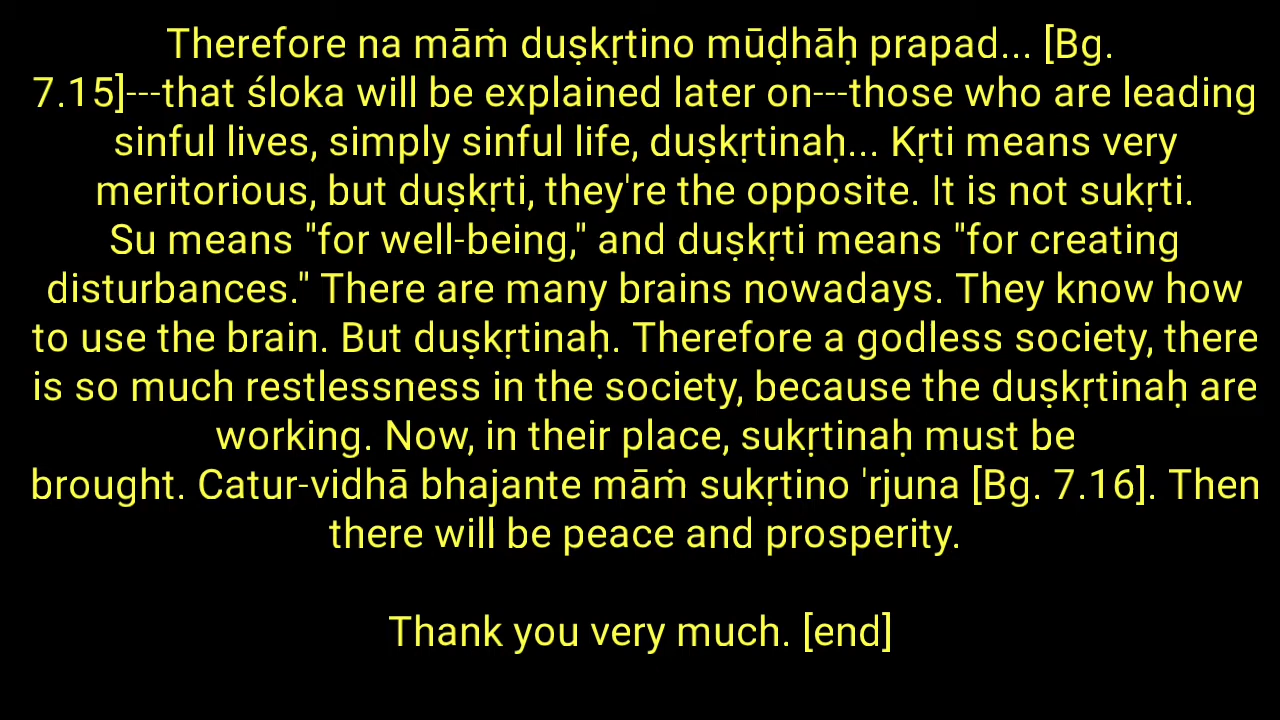 Therefore na māṁ duṣkṛtino mūḍhāḥ prapad... [Bg.
7.15]---that śloka will be explained later on---those who are leading
sinful lives, simply sinful life, duṣkṛtinaḥ... Kṛti means very
meritorious, but duṣkṛti, they're the opposite. It is not sukṛti.
Su means "for well-being," and duṣkṛti means "for creating
disturbances." There are many brains nowadays. They know how
to use the brain. But duṣkṛtinaḥ. Therefore a godless society, there
is so much restlessness in the society, because the duṣkṛtinaḥ are
working. Now, in their place, sukṛtinaḥ must be
brought. Catur-vidhā bhajante māṁ sukṛtino 'rjuna [Bg. 7.16]. Then
there will be peace and prosperity.
Thank you very much. [end]